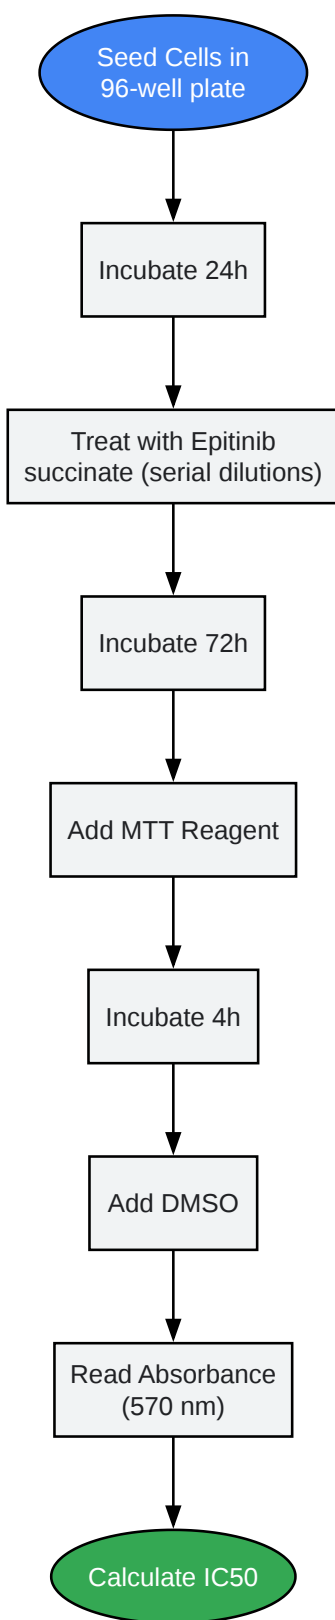 Seed Cells in
96-well plate
Incubate 24h
Treat with Epitinib
succinate (serial dilutions)
Incubate 72h
Add MTT Reagent
Incubate 4h
Add DMSO
Read Absorbance
(570 nm)
Calculate IC50